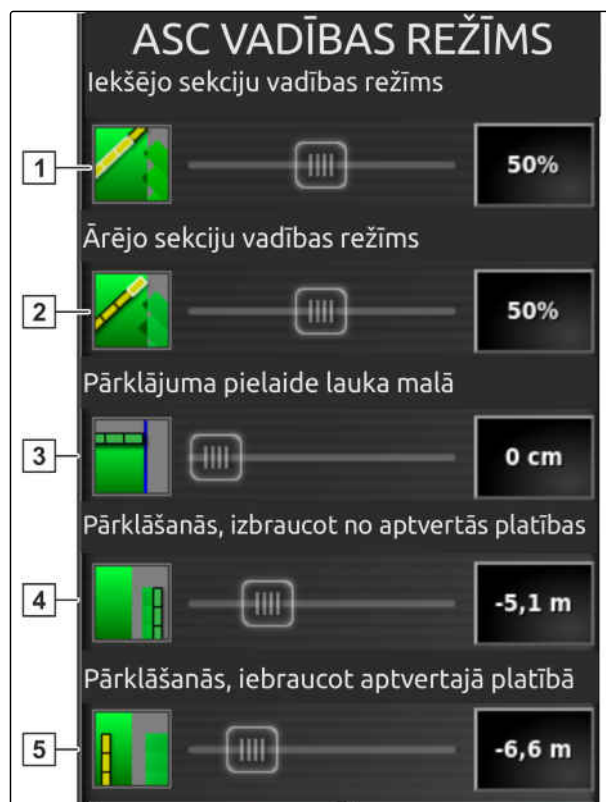 ASC VADĪBAS REŽĪMS
Iekšējo sekciju vadības režīms
1
50%
Ārējo sekciju vadības režīms
2
50%
Pārklājuma pielaide lauka malā
3
0 cm
Pārklāšanās, izbraucot no aptvertās platības
4
-5,1 m
Pārklāšanās, iebraucot aptvertajā platībā
5
-6,6 m